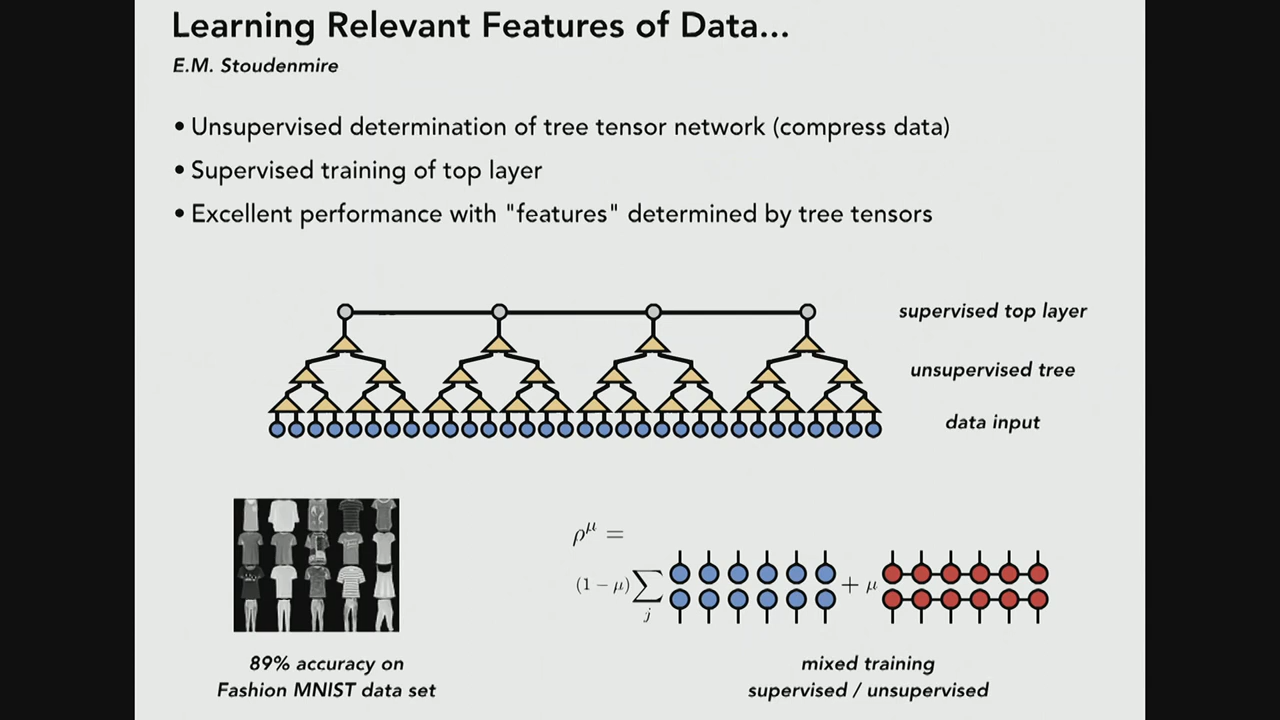 Learning Relevant Features of Data...
E.M. Stoudenmire
• Unsupervised determination of tree tensor network (compress data)
• Supervised training of top layer
• Excellent performance with "features" determined by tree tensors
supervised top layer
unsupervised tree
data input
ρ^μ =
(1 − μ) ∑_j + μ
89% accuracy on
Fashion MNIST data set
mixed training
supervised / unsupervised